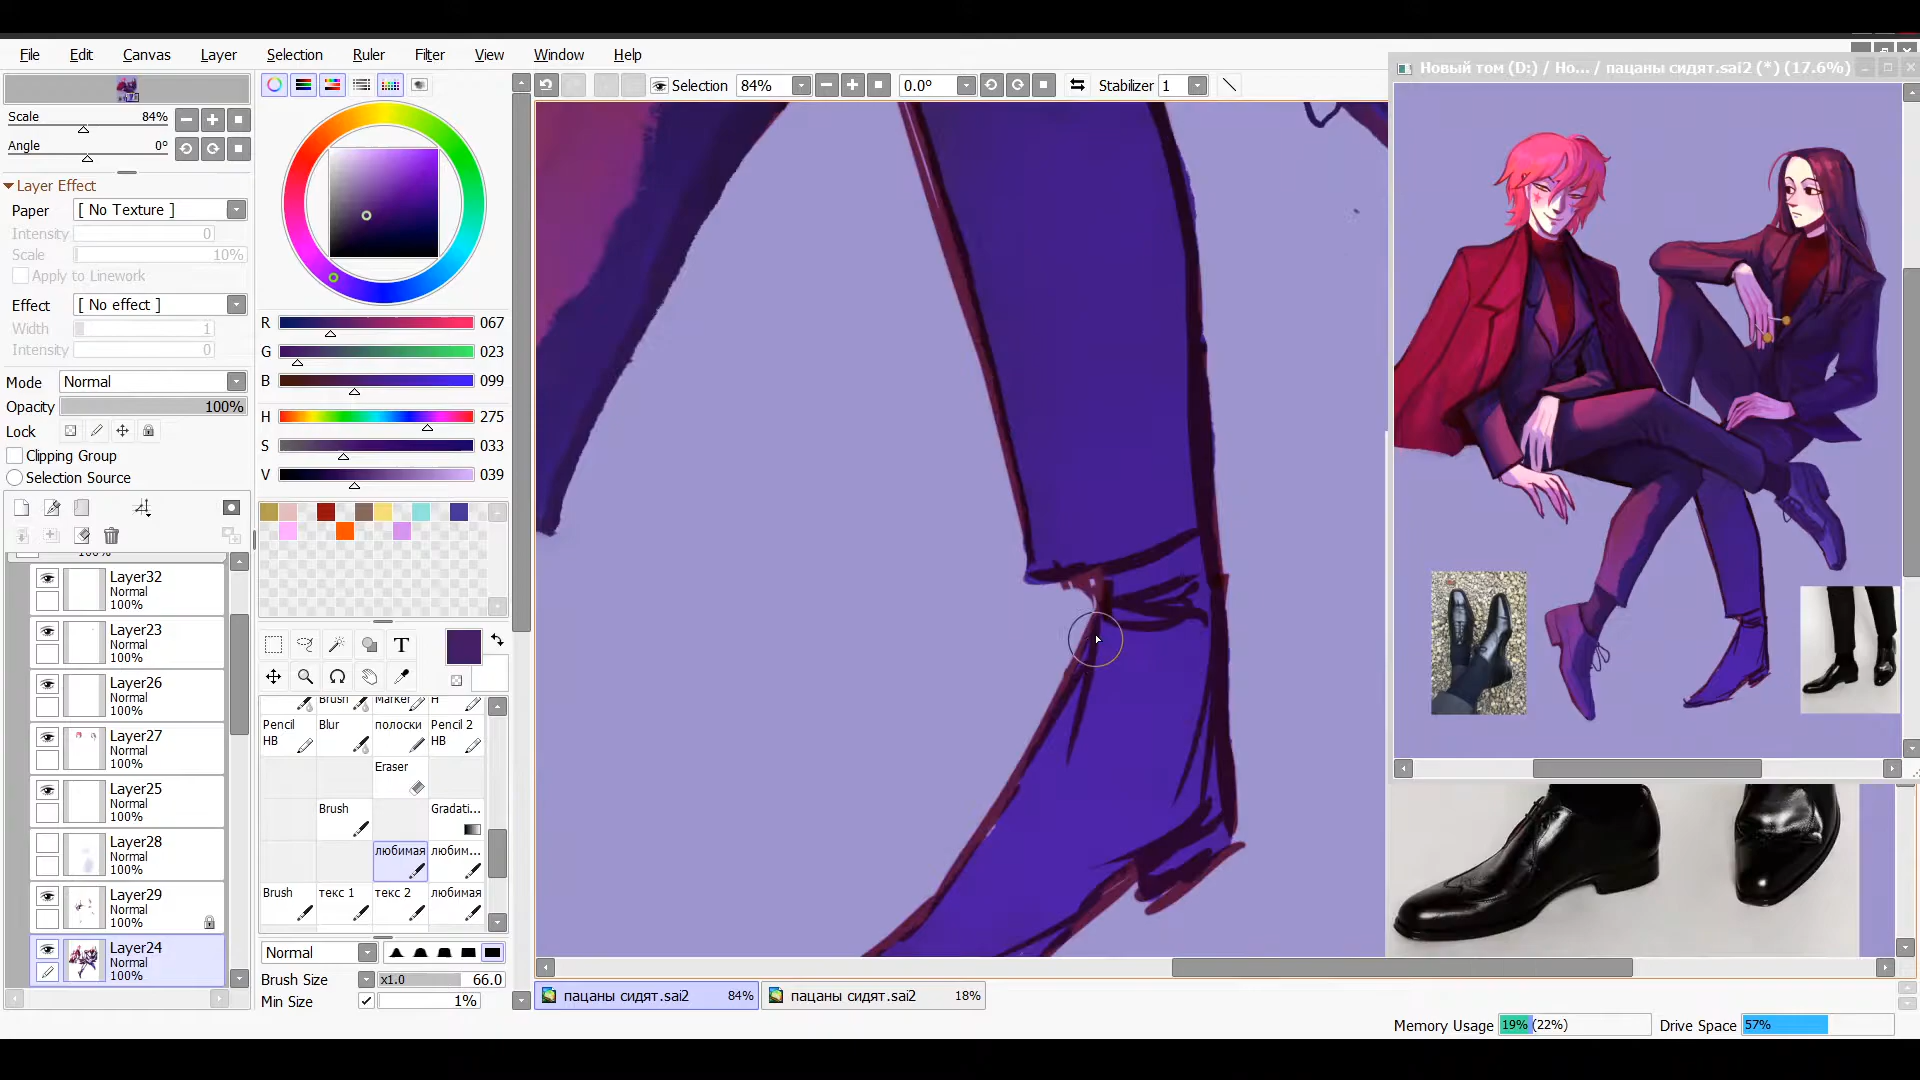 File Edit Canvas Layer Selection Ruler Filter View Window Help
Scale 84%
Angle 0°
Layer Effect
Paper [ No Texture ]
Intensity 0
Scale 10%
Apply to Linework
Effect [ No effect ]
Width 1
Intensity 0
Mode Normal
Opacity 100%
Lock
Clipping Group
Selection Source
100%
Layer32
Normal
100%
Layer23
Normal
100%
Layer26
Normal
100%
Layer27
Normal
100%
Layer25
Normal
100%
Layer28
Normal
100%
Layer29
Normal
100%
Layer24
Normal
100%
R 067
G 023
B 099
H 275
S 033
V 039
T
Brush Marker H
Pencil HB Blur полоски Pencil 2 HB
Eraser
Brush Gradati...
любимая любим...
Brush текс 1 текс 2 любимая
Normal
Brush Size x1.0 66.0
Min Size 1%
Selection 84% 0.0° Stabilizer 1
Новый том (D:) / Но... / пацаны сидят.sai2 (*) (17.6%)
пацаны сидят.sai2 84%
пацаны сидят.sai2 18%
Memory Usage 19% (22%) Drive Space 57%